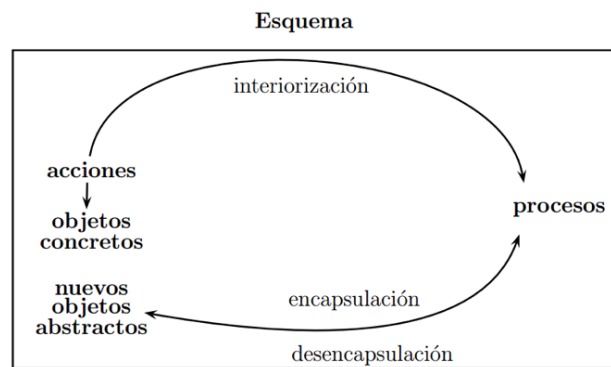 Esquema
interiorización
acciones
procesos
objetos
concretos
nuevos
objetos
abstractos
encapsulación
desencapsulación